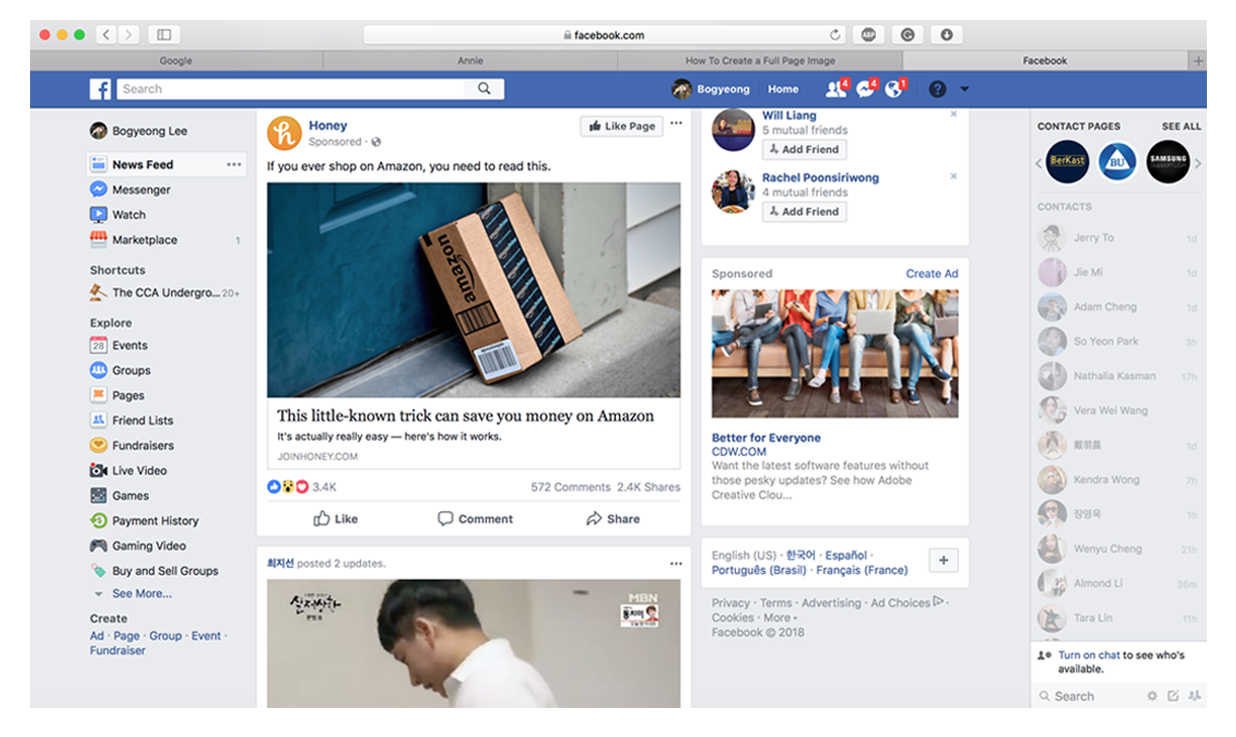 facebook.com
ABP
Google
Annie
How To Create a Full Page Image
Facebook
Search
Bogyeong
Home
4
4
1
Bogyeong Lee
News Feed
Messenger
Watch
Marketplace 1
Shortcuts
The CCA Undergro... 20+
Explore
28 Events
Groups
Pages
Friend Lists
Fundraisers
Live Video
Games
Payment History
Gaming Video
Buy and Sell Groups
See More...
Create
Ad · Page · Group · Event ·
Fundraiser
Honey
Sponsored ·
Like Page
If you ever shop on Amazon, you need to read this.
amazon
This little-known trick can save you money on Amazon
It's actually really easy — here's how it works.
JOINHONEY.COM
3.4K
572 Comments 2.4K Shares
Like
Comment
Share
최지선 posted 2 updates.
MBN
동치미
Will Liang
5 mutual friends
Add Friend
Rachel Poonsiriwong
4 mutual friends
Add Friend
Sponsored
Create Ad
Better for Everyone
CDW.COM
Want the latest software features without
those pesky updates? See how Adobe
Creative Clou...
English (US) · 한국어 · Español ·
Português (Brasil) · Français (France)
Privacy · Terms · Advertising · Ad Choices ·
Cookies · More
Facebook © 2018
CONTACT PAGES
SEE ALL
BerKast
BU
SAMSUNG
CONTACTS
Jerry To 1d
Jie Mi 1d
Adam Cheng 1d
So Yeon Park 3h
Nathalia Kasman 17h
Vera Wei Wang
戴羽晨 1d
Kendra Wong 7h
장영욱 1h
Wenyu Cheng 21h
Almond Li 36m
Tara Lin 11h
Turn on chat to see who's
available.
Search